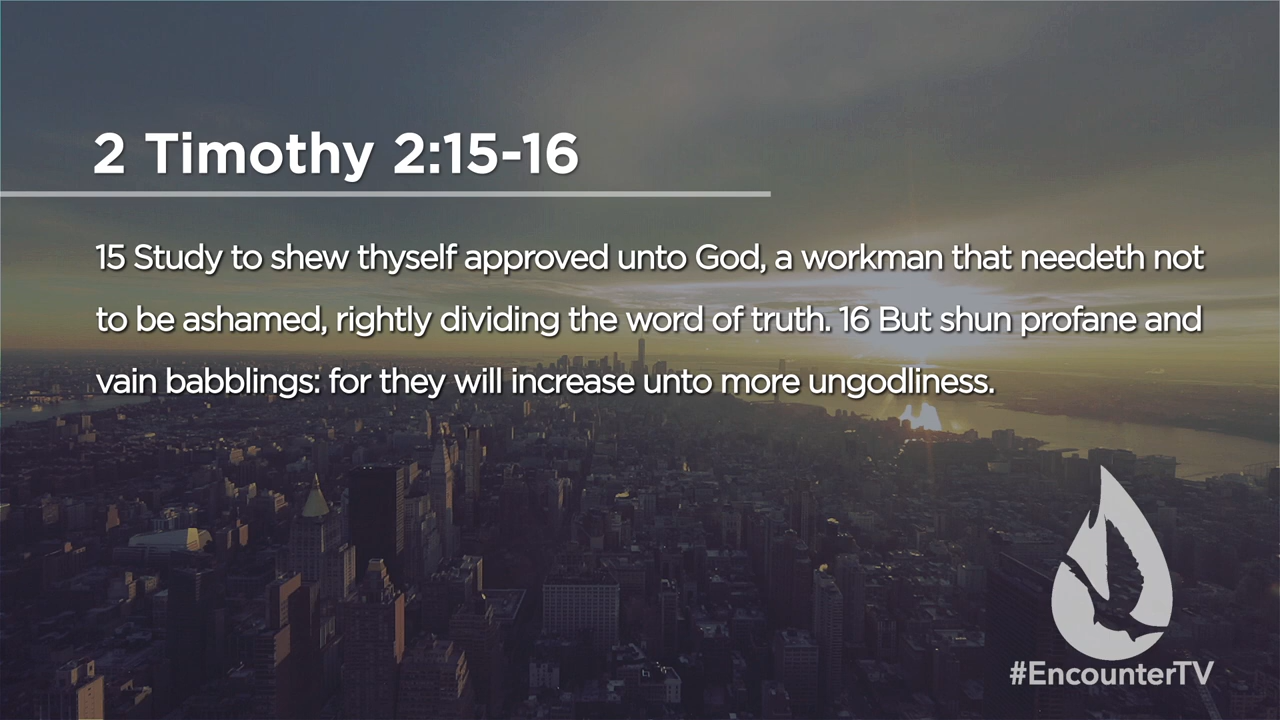 2 Timothy 2:15-16
15 Study to shew thyself approved unto God, a workman that needeth not
to be ashamed, rightly dividing the word of truth. 16 But shun profane and
vain babblings: for they will increase unto more ungodliness.
#EncounterTV